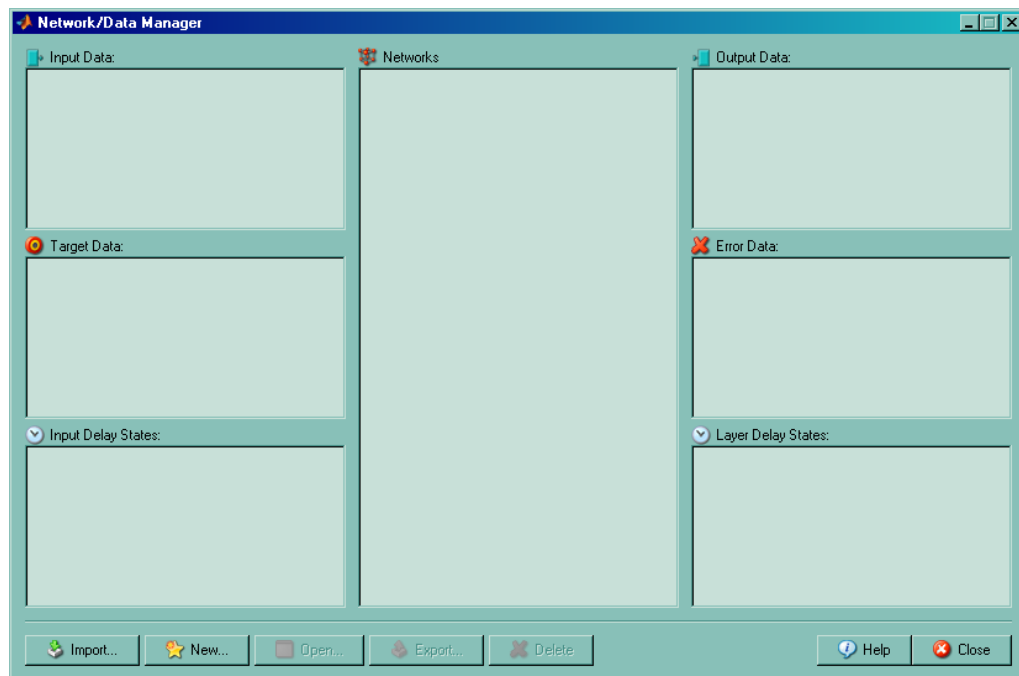 Network/Data Manager
Input Data:
Networks
Output Data:
Target Data:
Error Data:
Input Delay States:
Layer Delay States:
Import...
New...
Open...
Export...
Delete
Help
Close